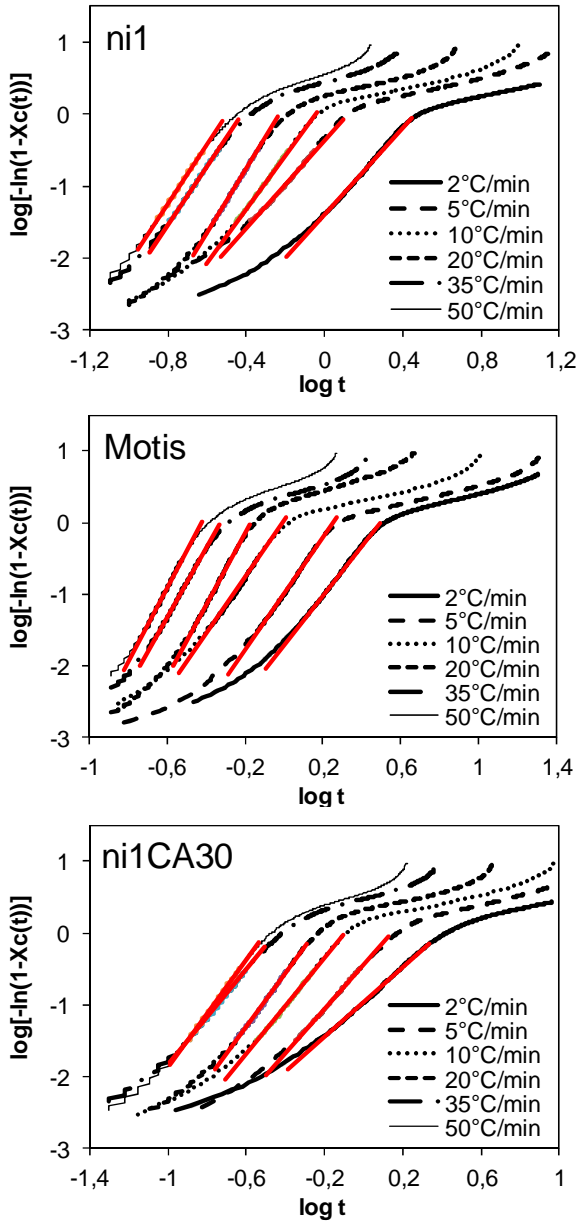 ni1
log[-ln(1-Xc(t))]
1
0
-1
-2
-3
2°C/min
5°C/min
10°C/min
20°C/min
35°C/min
50°C/min
-1,2 -0,8 -0,4 0 0,4 0,8 1,2
log t
Motis
log[-ln(1-Xc(t))]
1
0
-1
-2
-3
2°C/min
5°C/min
10°C/min
20°C/min
35°C/min
50°C/min
-1 -0,6 -0,2 0,2 0,6 1 1,4
log t
ni1CA30
log[-ln(1-Xc(t))]
1
0
-1
-2
-3
2°C/min
5°C/min
10°C/min
20°C/min
35°C/min
50°C/min
-1,4 -1 -0,6 -0,2 0,2 0,6 1
log t